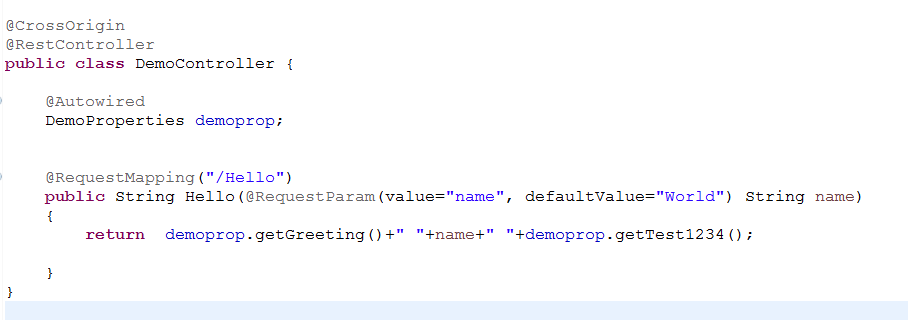 @CrossOrigin
@RestController
public class DemoController {
@Autowired
DemoProperties demoprop;
@RequestMapping("/Hello")
public String Hello(@RequestParam(value="name", defaultValue="World") String name)
{
return  demoprop.getGreeting()+" "+name+" "+demoprop.getTest1234();
}
}